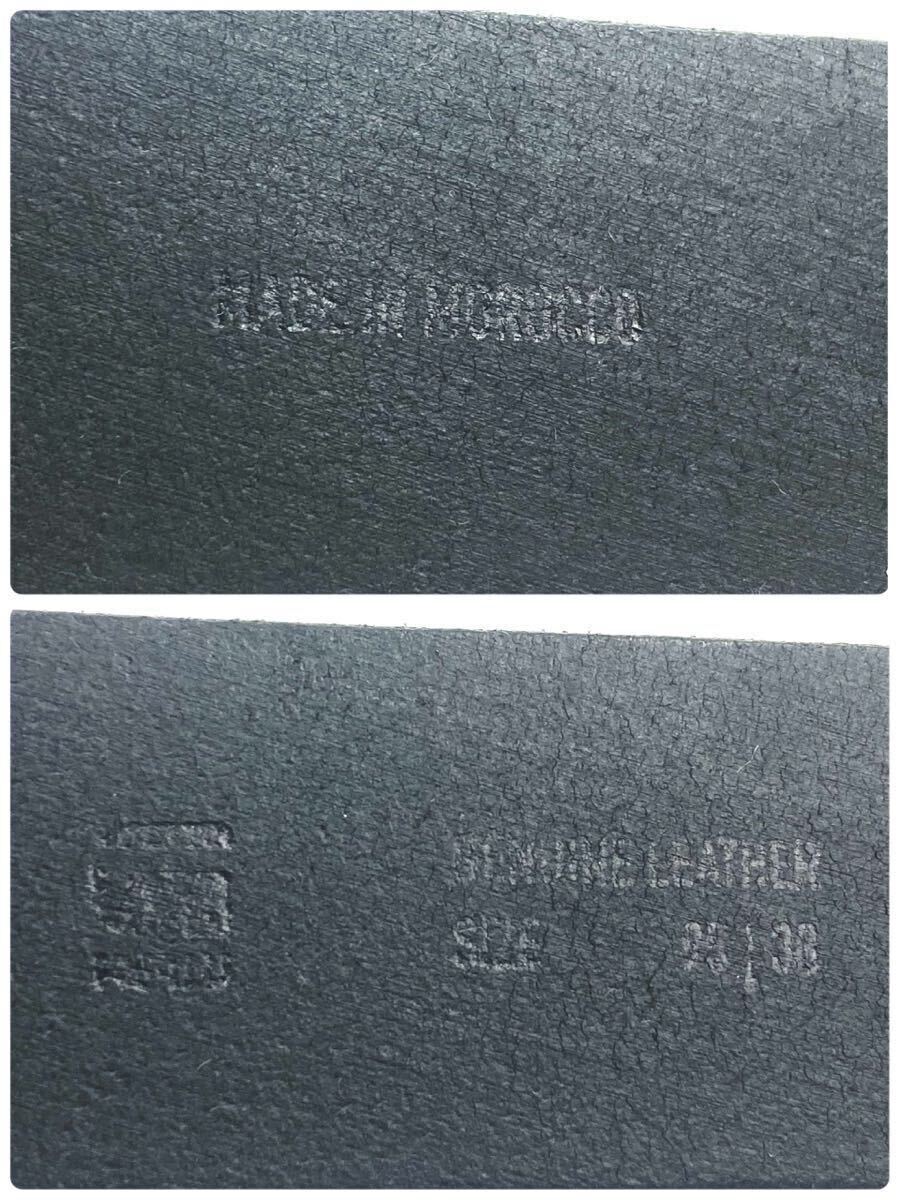 MADE IN MOROCCO
GENUINE LEATHER
SIZE 95 | 38